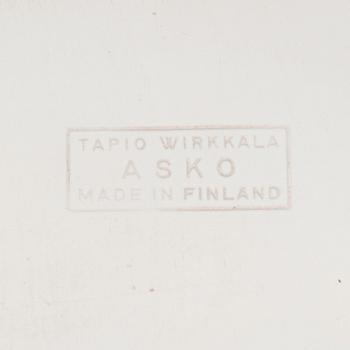 TAPIO WIRKKALA
ASKO
MADE IN FINLAND